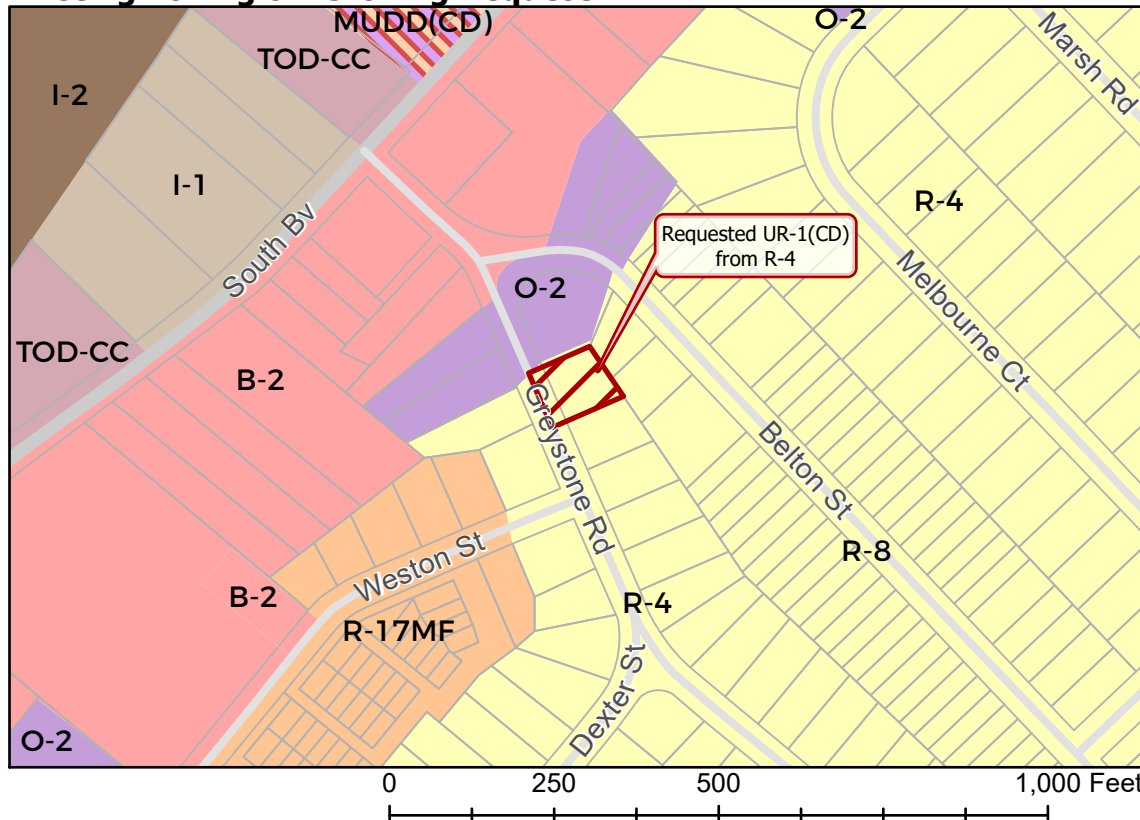 MUDD(CD)
O-2
TOD-CC
Marsh Rd
I-2
I-1
R-4
South Bv
Requested UR-1(CD)
from R-4
Melbourne Ct
O-2
TOD-CC
B-2
Greystone Rd
Belton St
R-8
Weston St
B-2
R-4
R-17MF
Dexter St
O-2
0 250 500 1,000 Feet